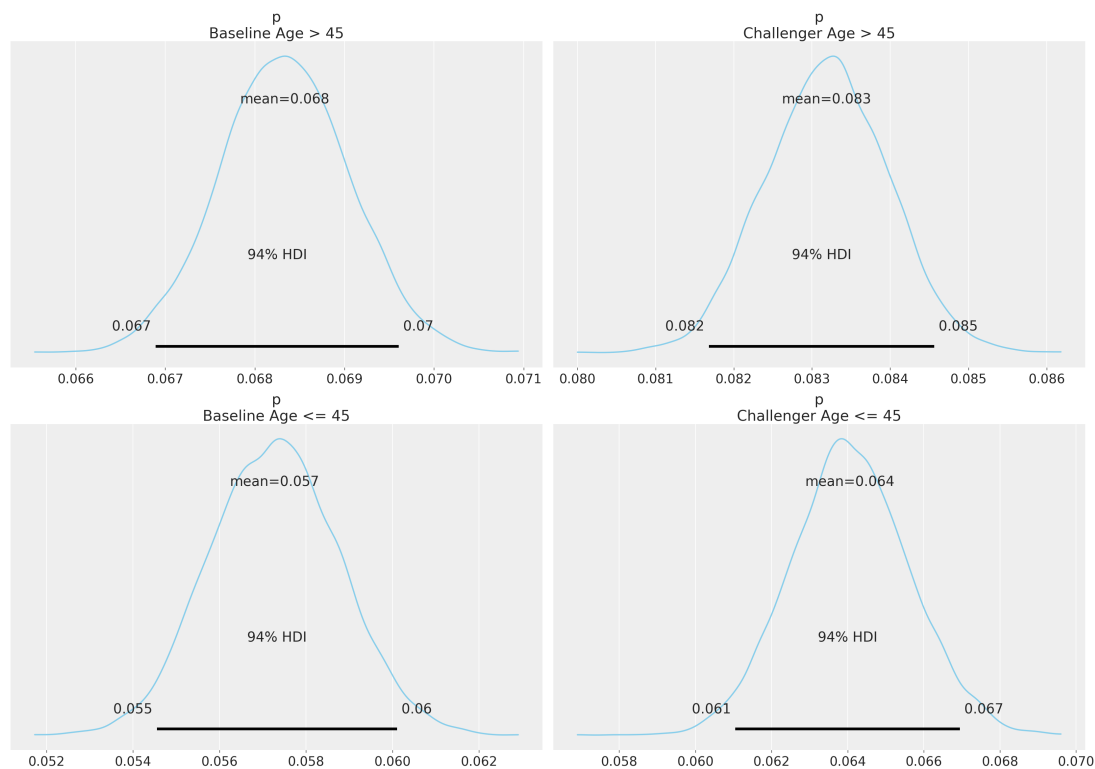 p
Baseline Age > 45
mean=0.068
94% HDI
0.067
0.07
0.066 0.067 0.068 0.069 0.070 0.071
p
Challenger Age > 45
mean=0.083
94% HDI
0.082
0.085
0.080 0.081 0.082 0.083 0.084 0.085 0.086
p
Baseline Age <= 45
mean=0.057
94% HDI
0.055
0.06
0.052 0.054 0.056 0.058 0.060 0.062
p
Challenger Age <= 45
mean=0.064
94% HDI
0.061
0.067
0.058 0.060 0.062 0.064 0.066 0.068 0.070